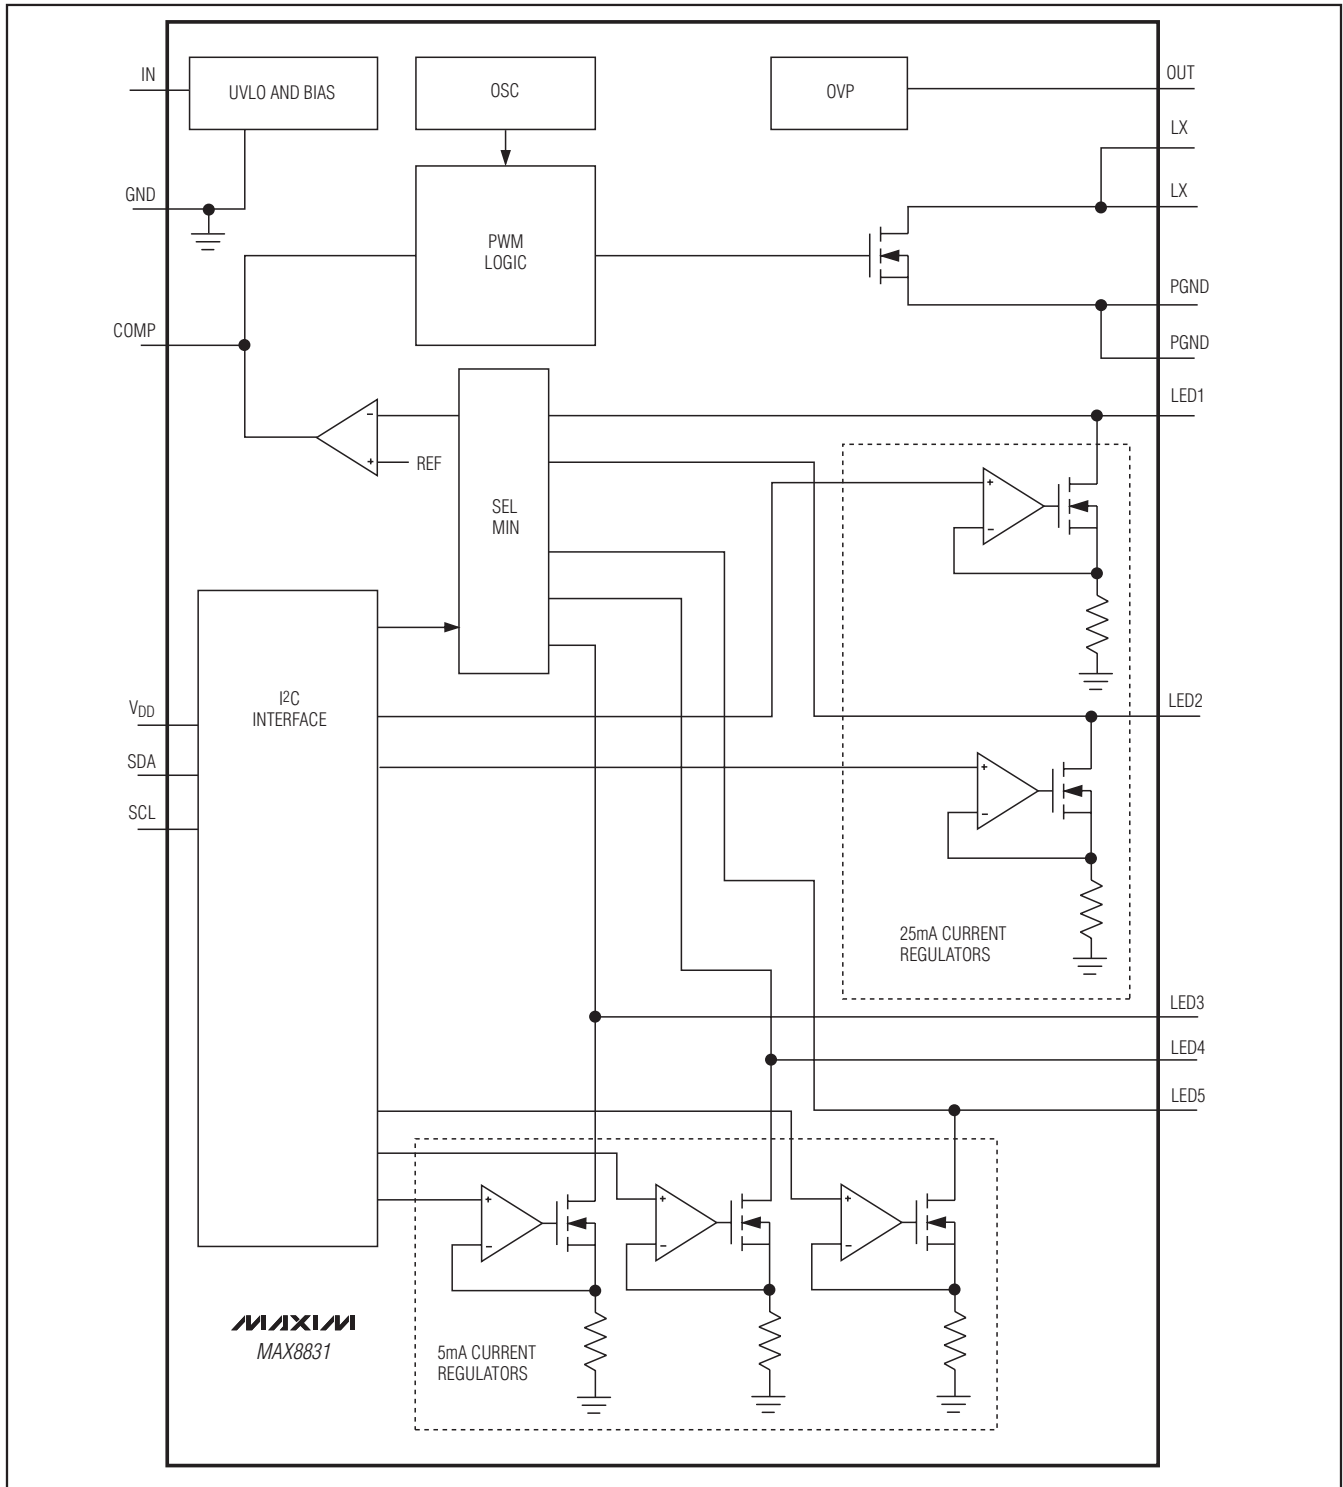 IN
UVLO AND BIAS
OSC
OVP
OUT
LX
GND
LX
PWM
LOGIC
PGND
COMP
PGND
LED1
-
+
REF
SEL
MIN
+
-
I²C
INTERFACE
V_DD
LED2
SDA
+
SCL
-
25mA CURRENT
REGULATORS
LED3
LED4
LED5
+
-
+
-
+
-
MAXIM
MAX8831
5mA CURRENT
REGULATORS